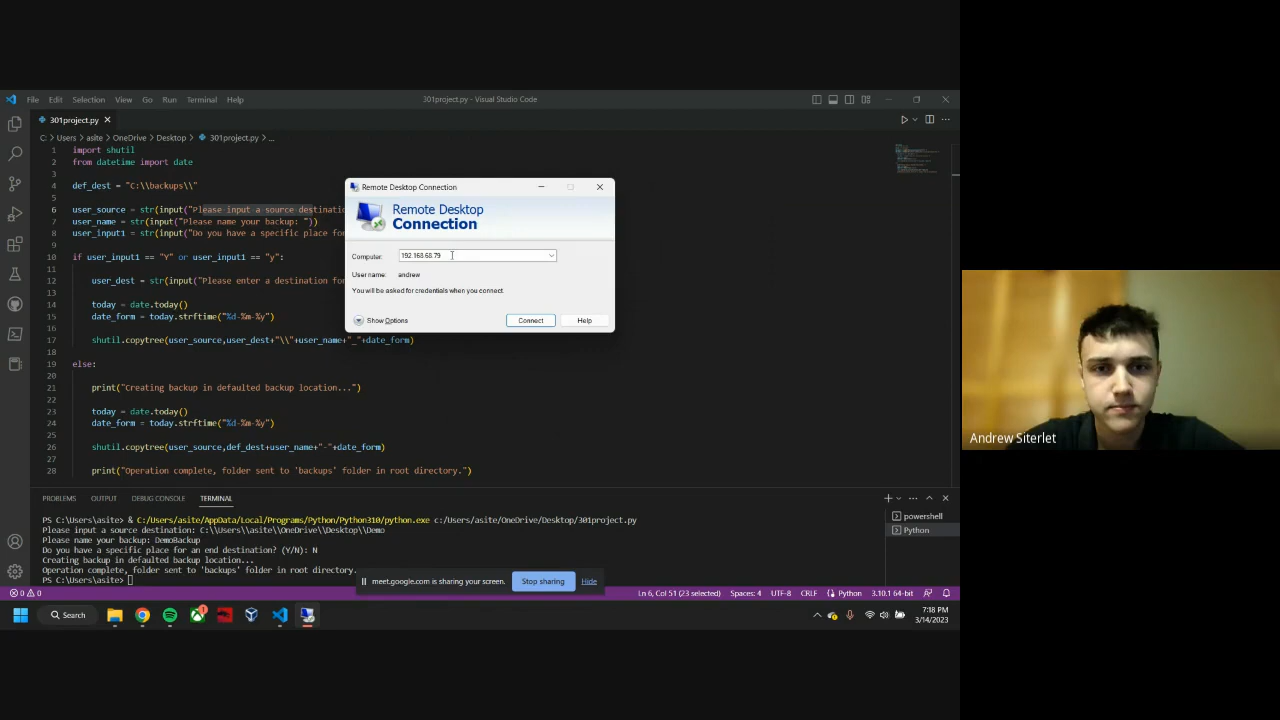 File Edit Selection View Go Run Terminal Help
301project.py - Visual Studio Code
301project.py
C: > Users > asite > OneDrive > Desktop > 301project.py > ...
1 import shutil
2 from datetime import date
3
4 def_dest = "C:\\backups\\"
5
6 user_source = str(input("Please input a source destinatio
7 user_name = str(input("Please name your backup: "))
8 user_input1 = str(input("Do you have a specific place for
9
10 if user_input1 == "Y" or user_input1 == "y":
11
12 user_dest = str(input("Please enter a destination fo
13
14 today = date.today()
15 date_form = today.strftime("%d-%m-%y")
16
17 shutil.copytree(user_source,user_dest+"\\"+user_name+"_"+date_form)
18
19 else:
20
21 print("Creating backup in defaulted backup location...")
22
23 today = date.today()
24 date_form = today.strftime("%d-%m-%y")
25
26 shutil.copytree(user_source,def_dest+user_name+"-"+date_form)
27
28 print("Operation complete, folder sent to 'backups' folder in root directory.")
Remote Desktop Connection
Remote Desktop
Connection
Computer: 192.168.68.79
User name: andrew
You will be asked for credentials when you connect.
Show Options Connect Help
Andrew Siterlet
PROBLEMS OUTPUT DEBUG CONSOLE TERMINAL
PS C:\Users\asite> & C:/Users/asite/AppData/Local/Programs/Python/Python310/python.exe c:/Users/asite/OneDrive/Desktop/301project.py
Please input a source destination: C:\\Users\\asite\\OneDrive\\Desktop\\Demo
Please name your backup: DemoBackup
Do you have a specific place for an end destination? (Y/N): N
Creating backup in defaulted backup location...
Operation complete, folder sent to 'backups' folder in root directory.
PS C:\Users\asite>
powershell
Python
meet.google.com is sharing your screen. Stop sharing Hide
0 0 Ln 6, Col 51 (23 selected) Spaces: 4 UTF-8 CRLF Python 3.10.1 64-bit
Search
7:18 PM
3/14/2023